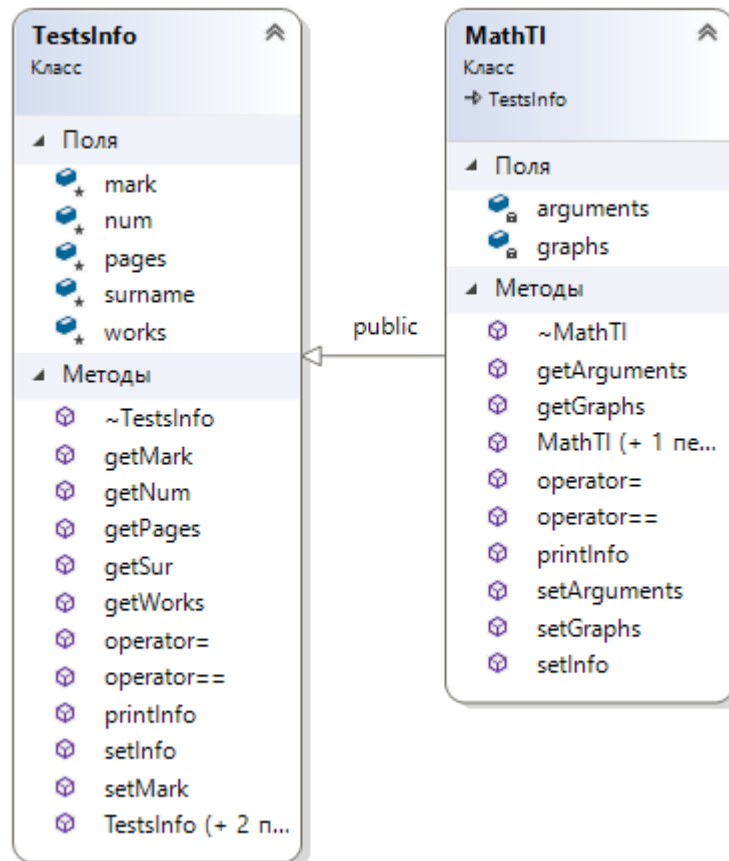 TestsInfo
Класс
Поля
mark
num
pages
surname
works
Методы
~TestsInfo
getMark
getNum
getPages
getSur
getWorks
operator=
operator==
printInfo
setInfo
setMark
TestsInfo (+ 2 п...
public
MathTI
Класс
TestsInfo
Поля
arguments
graphs
Методы
~MathTI
getArguments
getGraphs
MathTI (+ 1 пе...
operator=
operator==
printInfo
setArguments
setGraphs
setInfo